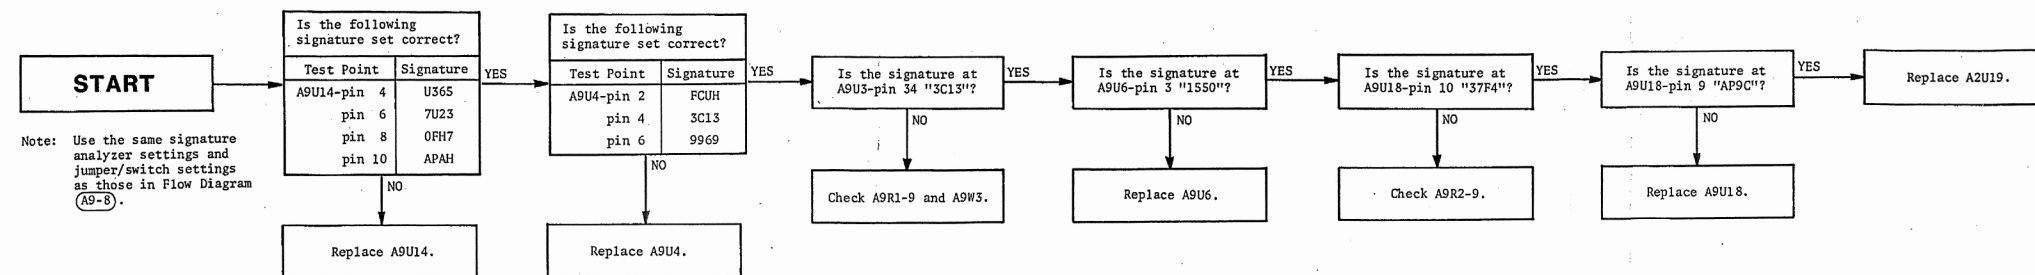 START
Note: Use the same signature
analyzer settings and
jumper/switch settings
as those in Flow Diagram
A9-8.
Is the following
signature set correct?
Test Point Signature
A9U14-pin 4 U365
pin 6 7U23
pin 8 0FH7
pin 10 APAH
YES
NO
Replace A9U14.
Is the following
signature set correct?
Test Point Signature
A9U4-pin 2 FCUH
pin 4 3C13
pin 6 9969
YES
NO
Replace A9U4.
Is the signature at
A9U3-pin 34 "3C13"?
YES
NO
Check A9R1-9 and A9W3.
Is the signature at
A9U6-pin 3 "1550"?
YES
NO
Replace A9U6.
Is the signature at
A9U18-pin 10 "37F4"?
YES
NO
Check A9R2-9.
Is the signature at
A9U18-pin 9 "AP9C"?
YES
NO
Replace A9U18.
Replace A2U19.